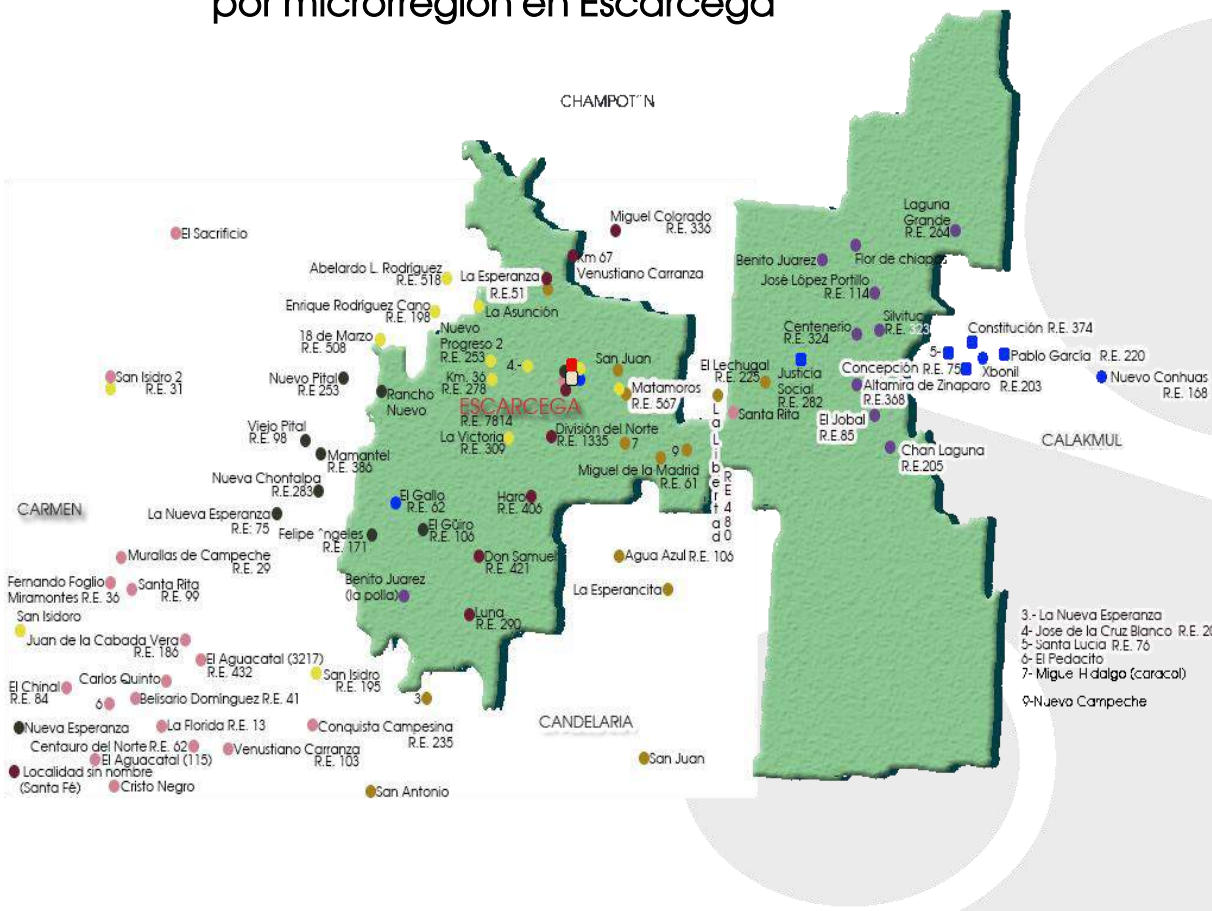 por microrregión en Escárcega
CHAMPOT´N
Laguna
Grande
R.E. 264
Miguel Colorado
R.E. 336
El Sacrificio
Km 67
Venustiano Carranza
Benito Juarez
Flor de chiapas
Abelardo L. Rodríguez
R.E. 518
La Esperanza
R.E.51
José López Portillo
R.E. 114
Enrique Rodríguez Cano
R.E. 198
La Asunción
Silvituc
R.E. 323
Centenerio
R.E. 324
Constitución R.E. 374
18 de Marzo
R.E. 508
Nuevo
Progreso 2
R.E. 253
4-
San Juan
El Lechugal
R.E. 225
Justicia
Social
R.E. 282
Concepción R.E. 75
5-
Pablo García R.E. 220
Xbonil
R.E.203
Nuevo Conhuas
R.E. 168
San Isidro 2
R.E. 31
Nuevo Pital
R.E 253
Rancho
Nuevo
Km. 36
R.E. 278
Matamoros
R.E. 567
Altamira de Zinaparo
R.E.368
ESCARCEGA
R.E. 7814
Santa Rita
El Jobal
R.E.85
Viejo Pital
R.E. 98
La Victoria
R.E. 309
División del Norte
R.E. 1335
7
9
La Libertad
RE480
Chan Laguna
R.E.205
CALAKMUL
Mamantel
R.E. 386
Miguel de la Madrid
R.E. 61
Nueva Chontalpa
R.E.283
El Gallo
R.E. 62
Haro
R.E. 406
CARMEN
La Nueva Esperanza
R.E: 75
Felipe ^ngeles
R.E. 171
El Güiro
R.E. 106
Murallas de Campeche
R.E. 29
Don Samuel
R.E. 421
Agua Azul R.E. 106
Fernando Foglio
Miramontes R.E. 36
Santa Rita
R.E. 99
Benito Juarez
(la polla)
La Esperancita
San Isidoro
Luna
R.E. 290
Juan de la Cabada Vera
R.E. 186
El Aguacatal (3217)
R.E. 432
San Isidro
R.E. 195
El Chinal
R.E. 84
Carlos Quinto
6
Belisario Dominguez R.E. 41
3
Nueva Esperanza
La Florida R.E. 13
Conquista Campesina
R.E. 235
CANDELARIA
Centauro del Norte R.E. 62
Venustiano Carranza
R.E. 103
El Aguacatal (115)
San Juan
Localidad sin nombre
(Santa Fé)
Cristo Negro
San Antonio
3.- La Nueva Esperanza
4- Jose de la Cruz Blanco R.E. 20
5- Santa Lucia R.E. 76
6- El Pedacito
7- Migue H dalgo (caracol)
9-Nuevo Campeche